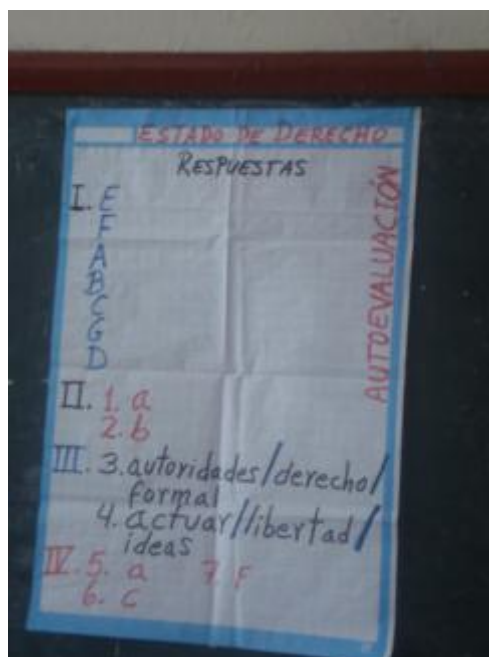 ESTADO DE DERECHO
RESPUESTAS
AUTOEVALUACIÓN
I. E
F
A
B
C
G
D
II. 1. a
2. b
III. 3. autoridades/derecho/
formal
4. actuar/libertad/
ideas
IV. 5. a 7. F
6. c